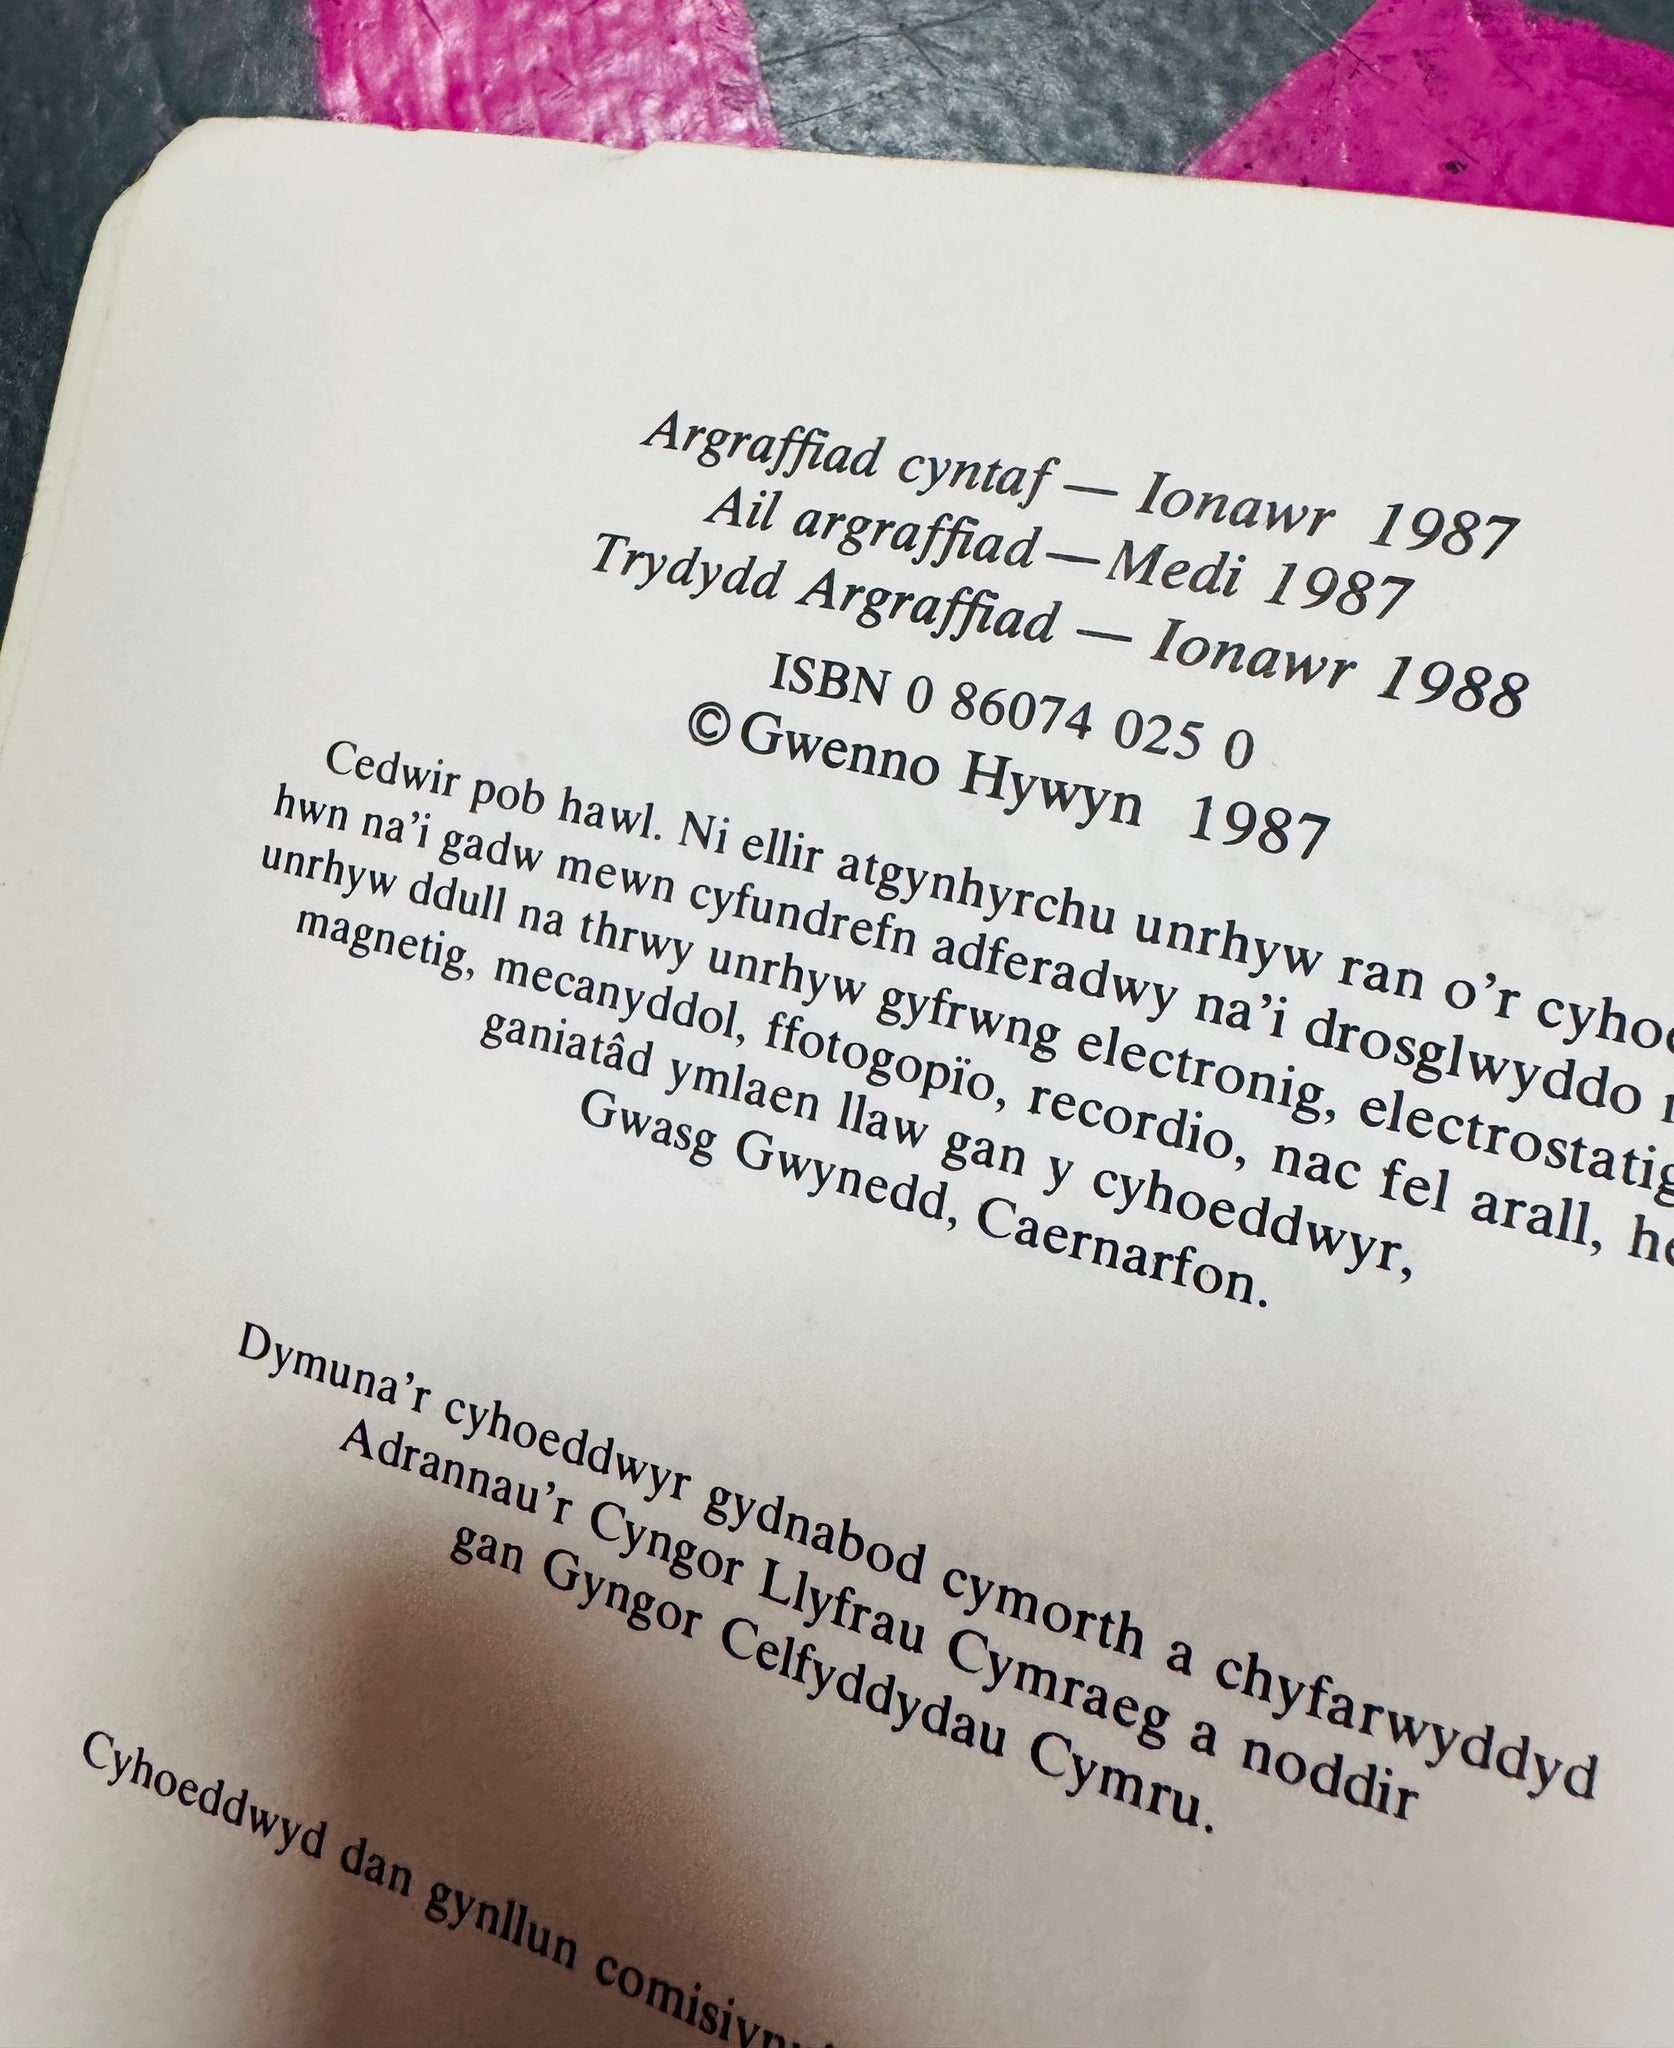 Argraffiad cyntaf — Ionawr 1987
Ail argraffiad — Medi 1987
Trydydd Argraffiad — Ionawr 1988
ISBN 0 86074 025 0
© Gwenno Hywyn 1987
Cedwir pob hawl. Ni ellir atgynhyrchu unrhyw ran o'r
hwn na'i gadw mewn cyfundrefn adferadwy na'i drosglwyddo
unrhyw ddull na thrwy unrhyw gyfrwng electronig, electrostatig
magnetig, mecanyddol, ffotogopïo, recordio, nac fel arall,
ganiatâd ymlaen llaw gan y cyhoeddwyr,
Gwasg Gwynedd, Caernarfon.
Dymuna'r cyhoeddwyr gydnabod cymorth a chyfarwyddyd
Adrannau'r Cyngor Llyfrau Cymraeg a noddir
gan Gyngor Celfyddydau Cymru.
Cyhoeddwyd dan gynllun